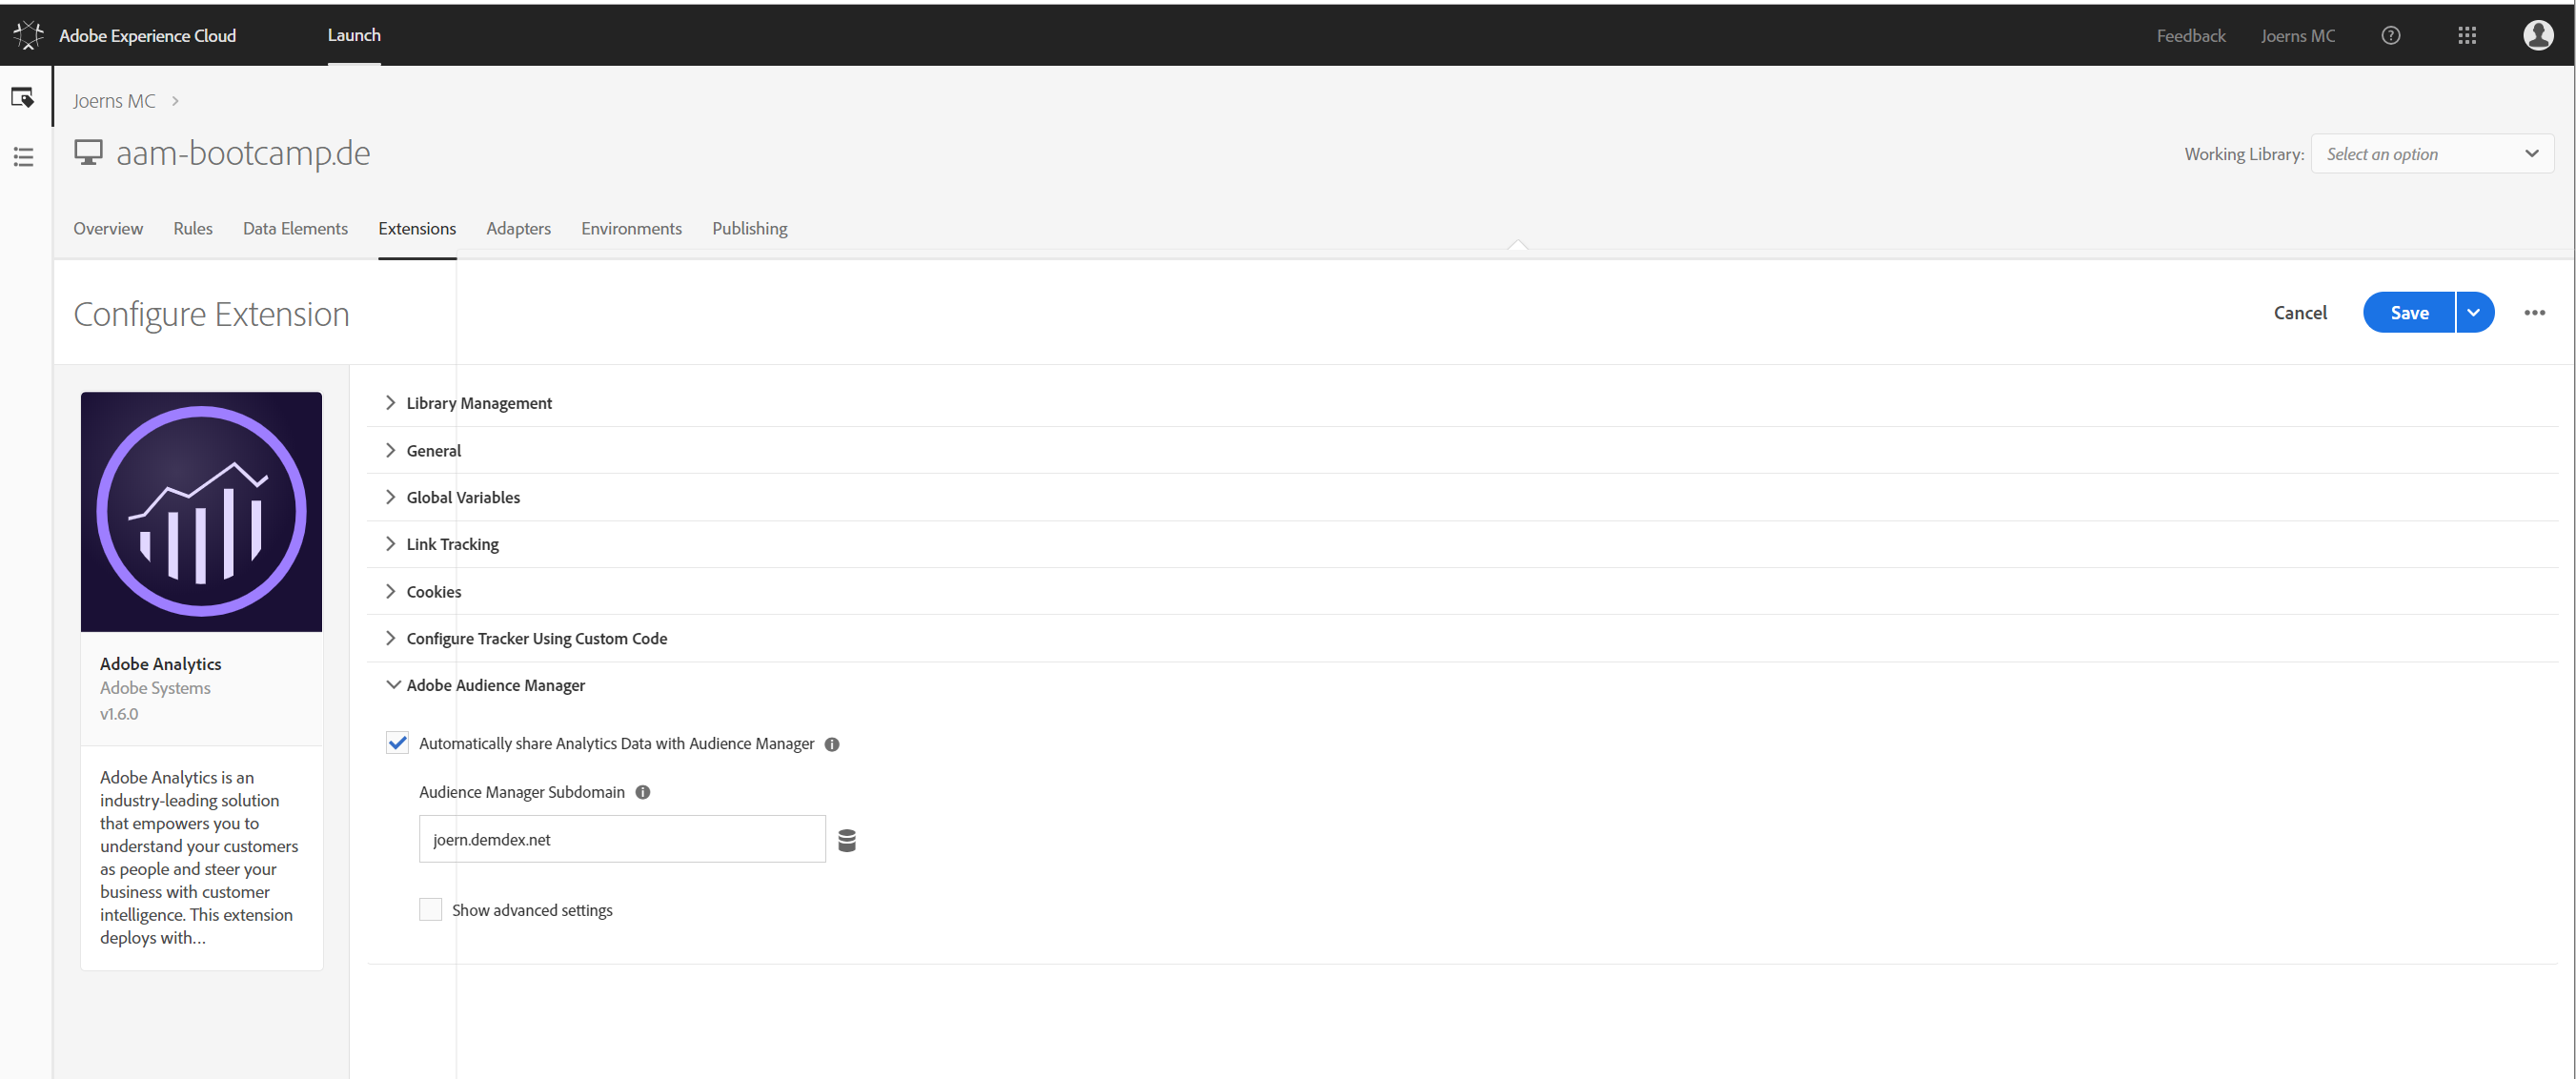 Adobe Experience Cloud
Launch
Feedback
Joerns MC
Joerns MC
aam-bootcamp.de
Working Library:
Select an option
Overview
Rules
Data Elements
Extensions
Adapters
Environments
Publishing
Configure Extension
Cancel
Save
Adobe Analytics
Adobe Systems
v1.6.0
Adobe Analytics is an
industry-leading solution
that empowers you to
understand your customers
as people and steer your
business with customer
intelligence. This extension
deploys with...
Library Management
General
Global Variables
Link Tracking
Cookies
Configure Tracker Using Custom Code
Adobe Audience Manager
Automatically share Analytics Data with Audience Manager
Audience Manager Subdomain
joern.demdex.net
Show advanced settings